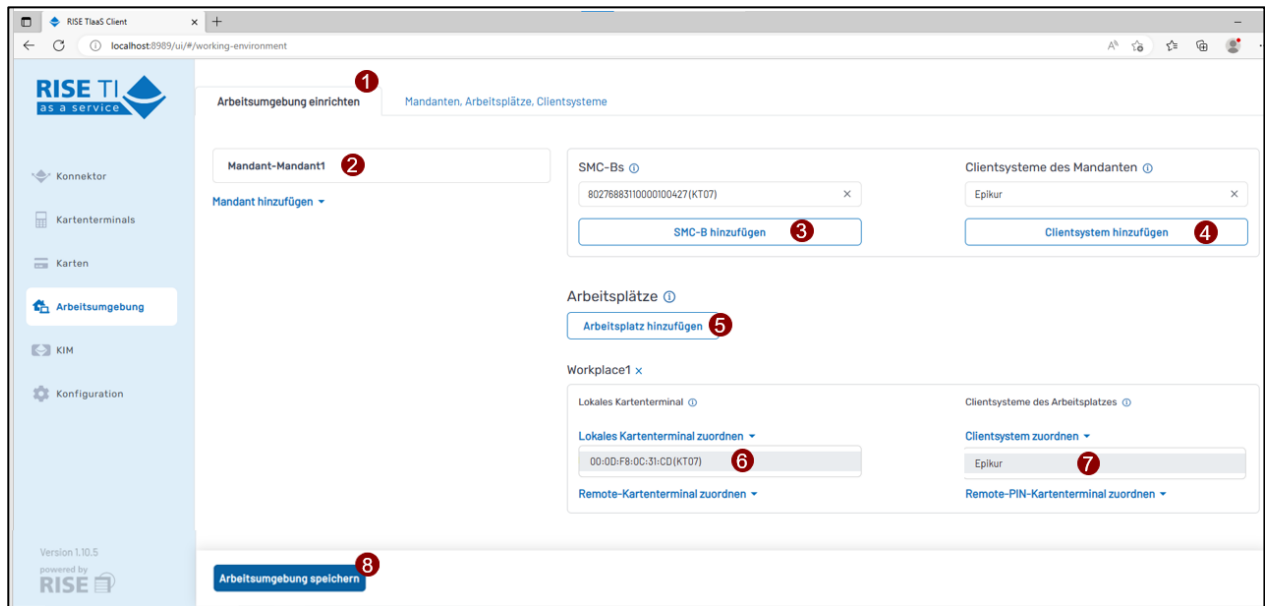 RISE TIaaS Client
localhost:8989/ui/#/working-environment
RISE TI
as a service
1
Arbeitsumgebung einrichten
Mandanten, Arbeitsplätze, Clientsysteme
Konnektor
Kartenterminals
Karten
Arbeitsumgebung
KIM
Konfiguration
Version 1.10.5
powered by
RISE
Mandant-Mandant1 2
Mandant hinzufügen
SMC-Bs
80276883110000100427 (KT07)
SMC-B hinzufügen 3
Clientsysteme des Mandanten
Epikur
Clientsystem hinzufügen 4
Arbeitsplätze
Arbeitsplatz hinzufügen 5
Workplace1
Lokales Kartenterminal
Lokales Kartenterminal zuordnen
00:0D:F8:0C:31:CD (KT07) 6
Remote-Kartenterminal zuordnen
Clientsysteme des Arbeitsplatzes
Clientsystem zuordnen
Epikur 7
Remote-PIN-Kartenterminal zuordnen
Arbeitsumgebung speichern 8